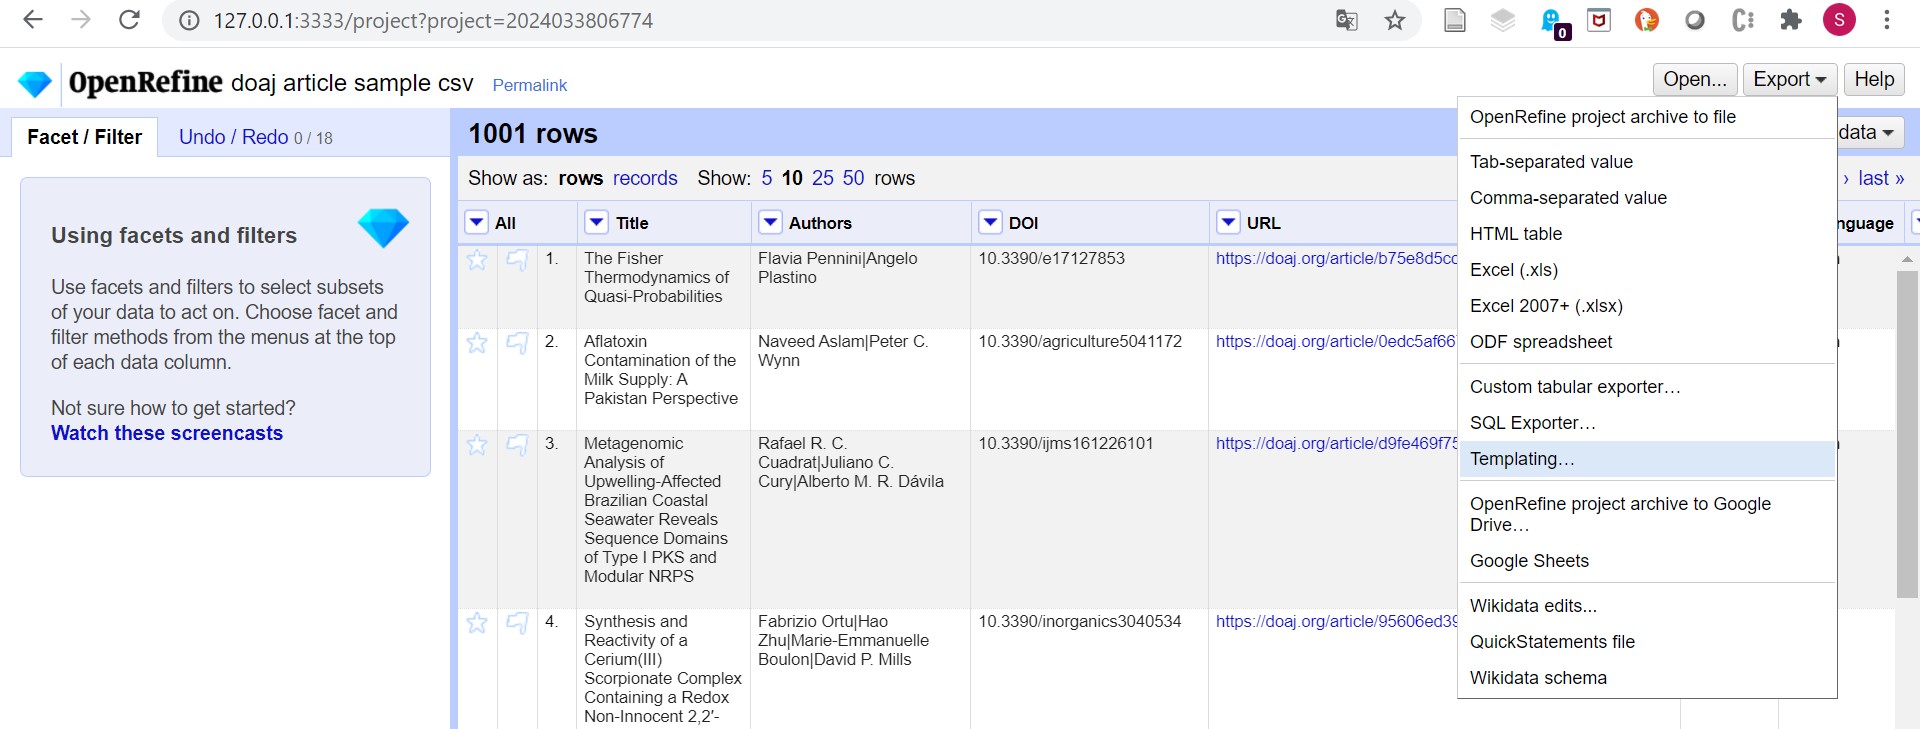 127.0.0.1:3333/project?project=2024033806774
0
S
OpenRefine doaj article sample csv Permalink
Open... Export Help
Facet / Filter Undo / Redo 0 / 18
1001 rows
data
Show as: rows records Show: 5 10 25 50 rows
› last »
All Title Authors DOI URL
nguage
Using facets and filters
Use facets and filters to select subsets
of your data to act on. Choose facet and
filter methods from the menus at the top
of each data column.
Not sure how to get started?
Watch these screencasts
1.
The Fisher
Thermodynamics of
Quasi-Probabilities
Flavia Pennini|Angelo
Plastino
10.3390/e17127853
https://doaj.org/article/b75e8d5cc
2.
Aflatoxin
Contamination of the
Milk Supply: A
Pakistan Perspective
Naveed Aslam|Peter C.
Wynn
10.3390/agriculture5041172
https://doaj.org/article/0edc5af66
3.
Metagenomic
Analysis of
Upwelling-Affected
Brazilian Coastal
Seawater Reveals
Sequence Domains
of Type I PKS and
Modular NRPS
Rafael R. C.
Cuadrat|Juliano C.
Cury|Alberto M. R. Dávila
10.3390/ijms161226101
https://doaj.org/article/d9fe469f75
4.
Synthesis and
Reactivity of a
Cerium(III)
Scorpionate Complex
Containing a Redox
Non-Innocent 2,2′-
Fabrizio Ortu|Hao
Zhu|Marie-Emmanuelle
Boulon|David P. Mills
10.3390/inorganics3040534
https://doaj.org/article/95606ed39
OpenRefine project archive to file
Tab-separated value
Comma-separated value
HTML table
Excel (.xls)
Excel 2007+ (.xlsx)
ODF spreadsheet
Custom tabular exporter…
SQL Exporter…
Templating…
OpenRefine project archive to Google
Drive…
Google Sheets
Wikidata edits...
QuickStatements file
Wikidata schema